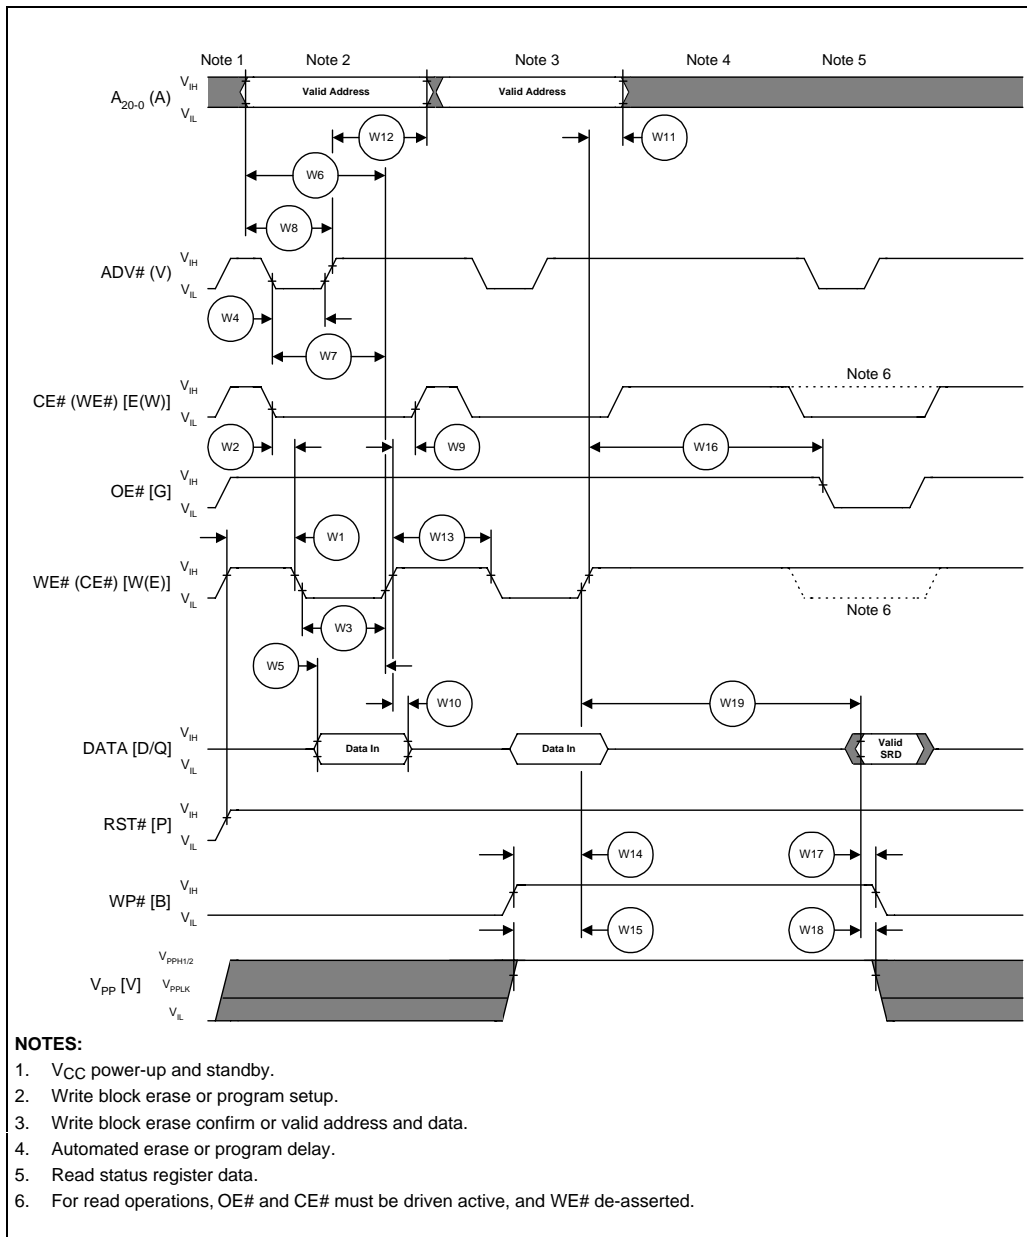 Note 1 Note 2 Note 3 Note 4 Note 5
A20-0 (A) VIH Valid Address Valid Address
VIL
W12 W11
W6
W8
ADV# (V) VIH
VIL
W4
W7
CE# (WE#) [E(W)] VIH Note 6
VIL
W2 W9 W16
OE# [G] VIH
VIL
W1 W13
WE# (CE#) [W(E)] VIH
VIL Note 6
W3
W5
W10 W19
DATA [D/Q] VIH Data In Data In Valid SRD
VIL
RST# [P] VIH
VIL
W14 W17
WP# [B] VIH
VIL
W15 W18
VPP [V] VPPH1/2
VPPLK
VIL
NOTES:
1. VCC power-up and standby.
2. Write block erase or program setup.
3. Write block erase confirm or valid address and data.
4. Automated erase or program delay.
5. Read status register data.
6. For read operations, OE# and CE# must be driven active, and WE# de-asserted.